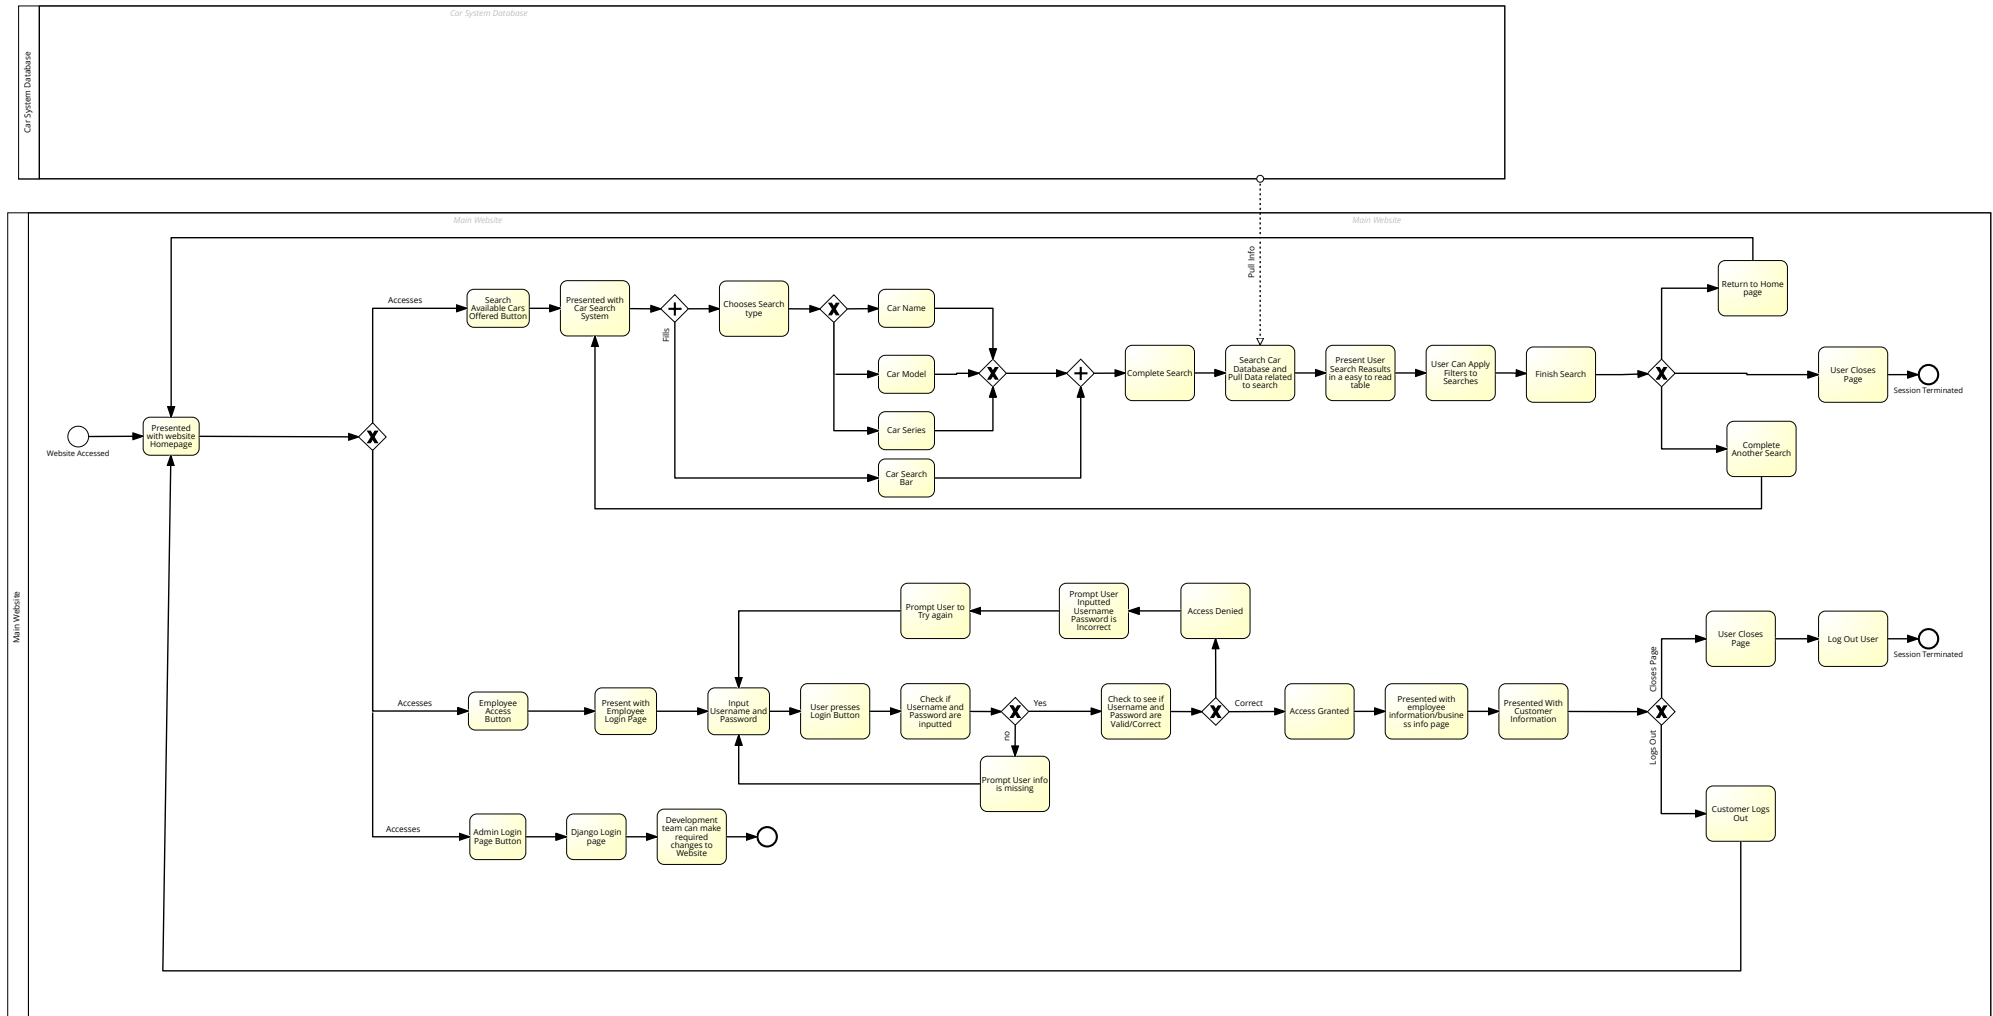 Car System Database
Car System Database
Main Website
Main Website
Main Website
Pull Info
Website Accessed
Presented
with website
Homepage
Accesses
Search
Available Cars
Offered Button
Presented with
Car Search
System
Fills
Chooses Search
type
Car Name
Car Model
Car Series
Car Search
Bar
Complete Search
Search Car
Database and
Pull Data related
to search
Present User
Search Reasults
in a easy to read
table
User Can Apply
Filters to
Searches
Finish Search
Return to Home
page
User Closes
Page
Session Terminated
Complete
Another Search
Prompt User to
Try again
Prompt User
Inputted
Username
Password is
Incorrect
Access Denied
Accesses
Employee
Access
Button
Present with
Employee
Login Page
Input
Username and
Password
User presses
Login Button
Check if
Username and
Password are
inputted
Yes
no
Prompt User info
is missing
Check to see if
Username and
Password are
Valid/Correct
Correct
Access Granted
Presented with
employee
information/busine
ss info page
Presented With
Customer
Information
Closes Page
Logs Out
User Closes
Page
Log Out User
Session Terminated
Customer Logs
Out
Accesses
Admin Login
Page Button
Django Login
page
Development
team can make
required
changes to
Website